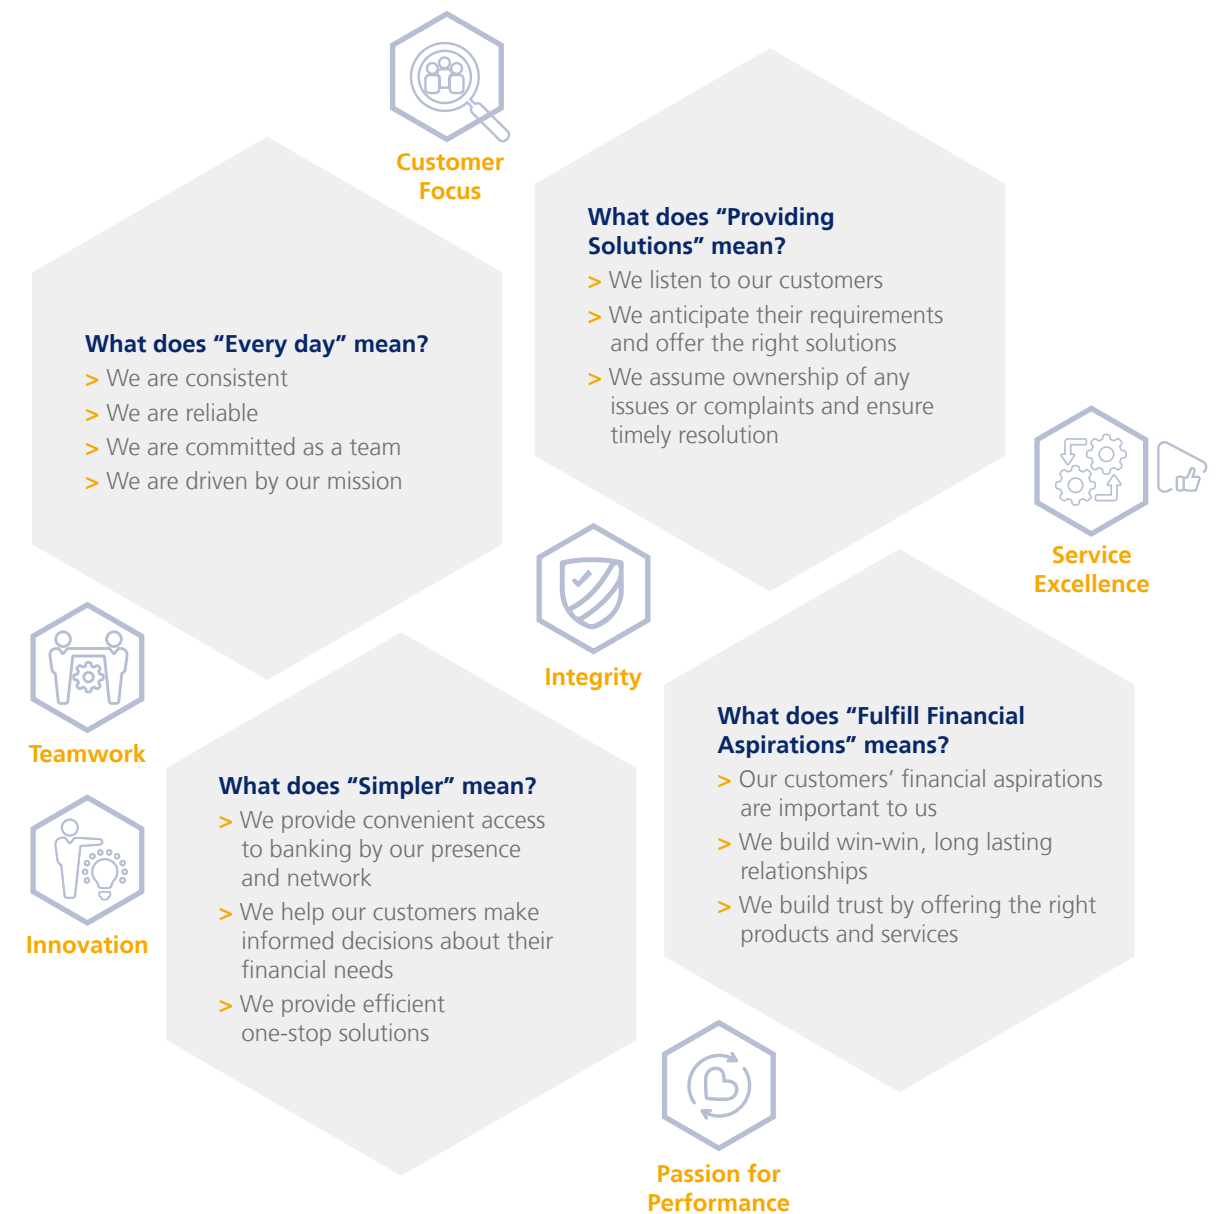 Customer
Focus
What does “Providing
Solutions” mean?
> We listen to our customers
> We anticipate their requirements
and offer the right solutions
> We assume ownership of any
issues or complaints and ensure
timely resolution
What does “Every day” mean?
> We are consistent
> We are reliable
> We are committed as a team
> We are driven by our mission
Service
Excellence
Integrity
Teamwork
What does “Fulfill Financial
Aspirations” means?
> Our customers’ financial aspirations
are important to us
> We build win-win, long lasting
relationships
> We build trust by offering the right
products and services
What does “Simpler” mean?
> We provide convenient access
to banking by our presence
and network
> We help our customers make
informed decisions about their
financial needs
> We provide efficient
one-stop solutions
Innovation
Passion for
Performance